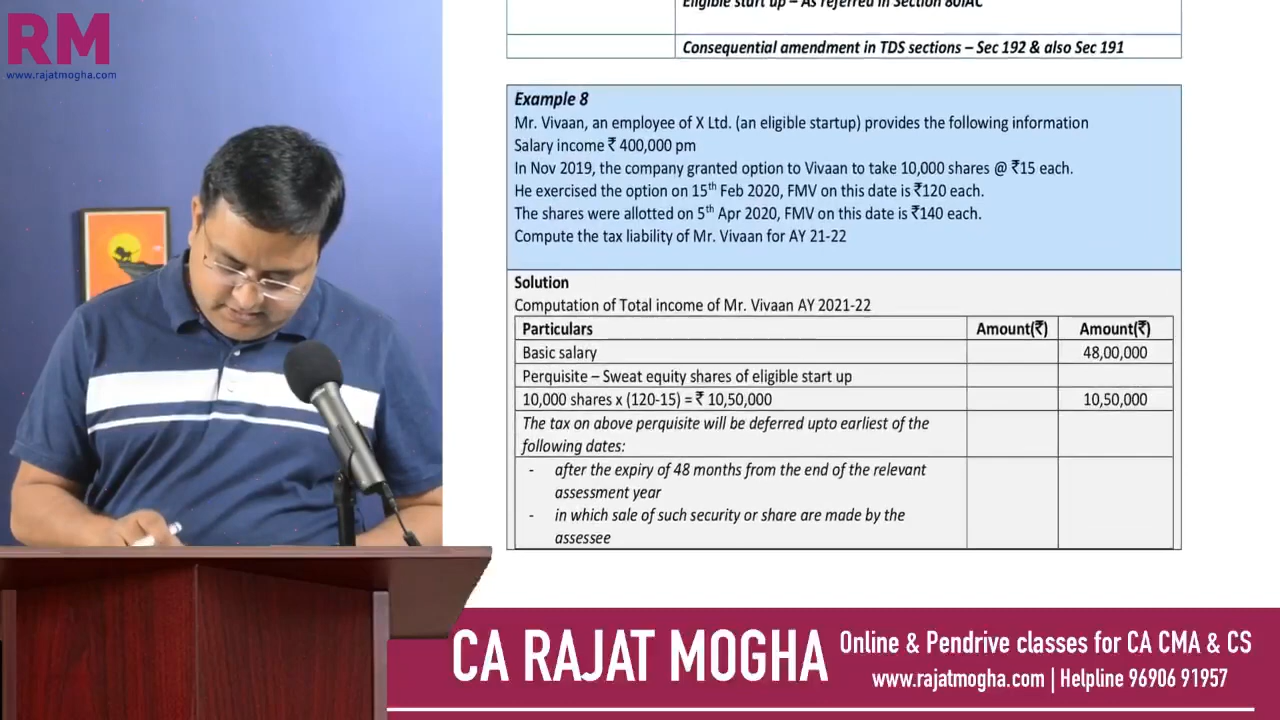 RM
www.rajatmogha.com
Eligible start up – As referred in Section 80IAC
Consequential amendment in TDS sections – Sec 192 & also Sec 191
Example 8
Mr. Vivaan, an employee of X Ltd. (an eligible startup) provides the following information
Salary income ₹ 400,000 pm
In Nov 2019, the company granted option to Vivaan to take 10,000 shares @ ₹15 each.
He exercised the option on 15th Feb 2020, FMV on this date is ₹120 each.
The shares were allotted on 5th Apr 2020, FMV on this date is ₹140 each.
Compute the tax liability of Mr. Vivaan for AY 21-22
Solution
Computation of Total income of Mr. Vivaan AY 2021-22
Particulars Amount(₹) Amount(₹)
Basic salary 48,00,000
Perquisite – Sweat equity shares of eligible start up
10,000 shares x (120-15) = ₹ 10,50,000 10,50,000
The tax on above perquisite will be deferred upto earliest of the
following dates:
- after the expiry of 48 months from the end of the relevant
assessment year
- in which sale of such security or share are made by the
assessee
CA RAJAT MOGHA
Online & Pendrive classes for CA CMA & CS
www.rajatmogha.com | Helpline 96906 91957